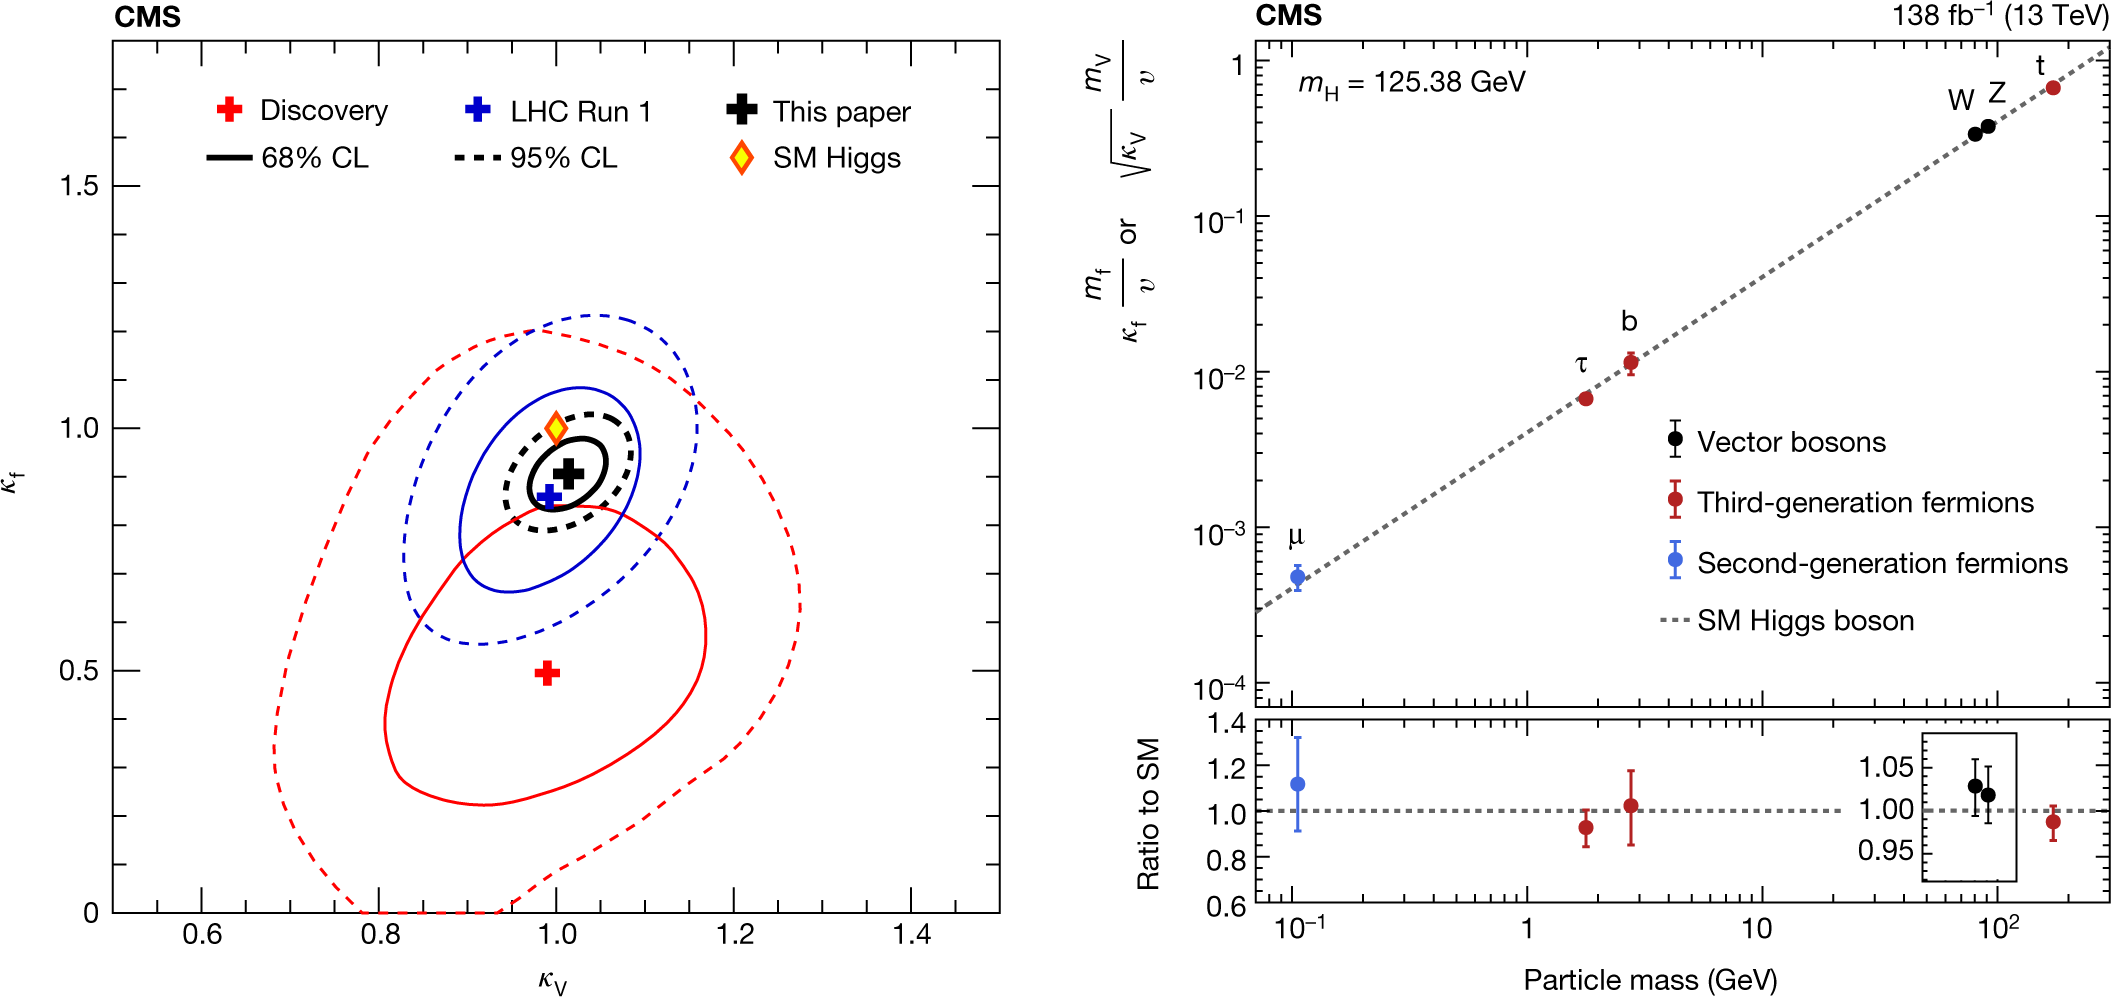 CMS
Discovery
LHC Run 1
This paper
68% CL
95% CL
SM Higgs
1.5
1.0
0.5
0
0.6
0.8
1.0
1.2
1.4
κf
κV
CMS
138 fb–1 (13 TeV)
mH = 125.38 GeV
κf mf/v or √κV mV/v
1
10–1
10–2
10–3
10–4
μ
τ
b
W
Z
t
Vector bosons
Third-generation fermions
Second-generation fermions
SM Higgs boson
Ratio to SM
1.4
1.2
1.0
0.8
0.6
1.05
1.00
0.95
10–1
1
10
102
Particle mass (GeV)